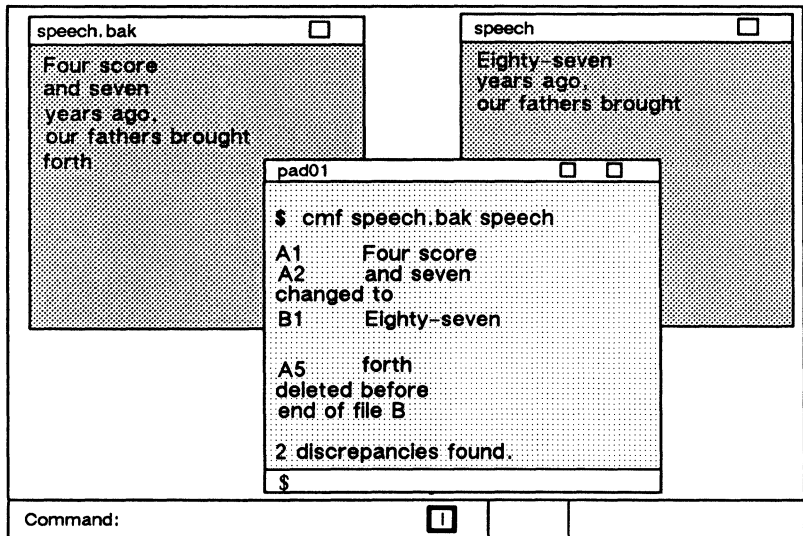 speech.bak
Four score
and seven
years ago,
our fathers brought
forth
speech
Eighty-seven
years ago,
our fathers brought
pad01
$ cmf speech.bak speech
A1 Four score
A2 and seven
changed to
B1 Eighty-seven
A5 forth
deleted before
end of file B
2 discrepancies found.
$
Command:
I